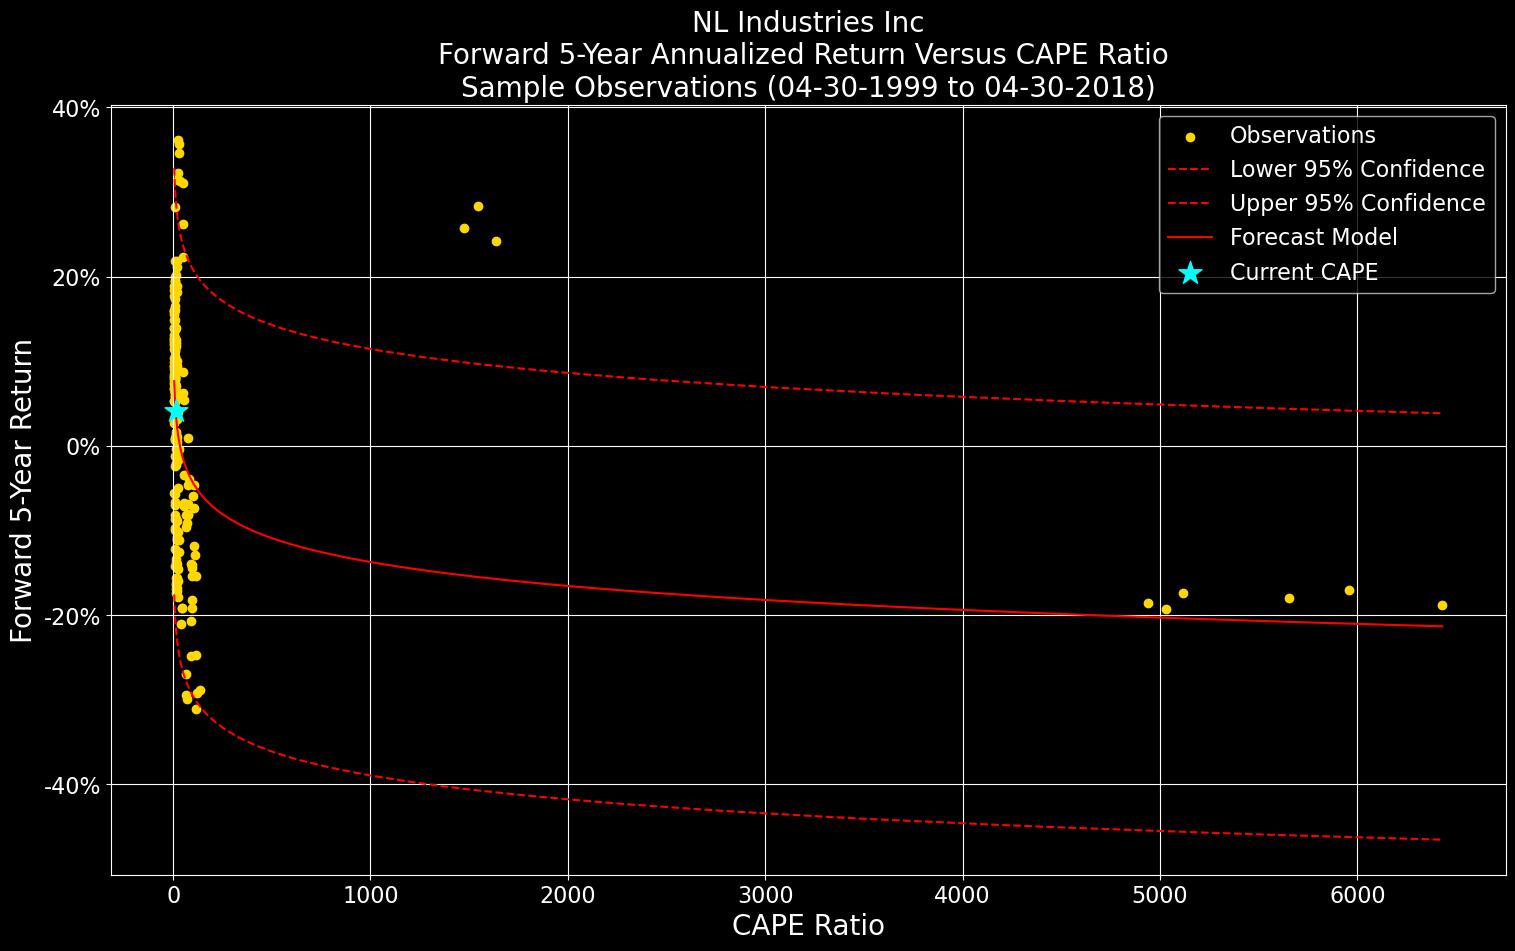 NL Industries Inc
Forward 5-Year Annualized Return Versus CAPE Ratio
Sample Observations (04-30-1999 to 04-30-2018)
Observations
Lower 95% Confidence
Upper 95% Confidence
Forecast Model
Current CAPE
Forward 5-Year Return
40%
20%
0%
-20%
-40%
0 1000 2000 3000 4000 5000 6000
CAPE Ratio